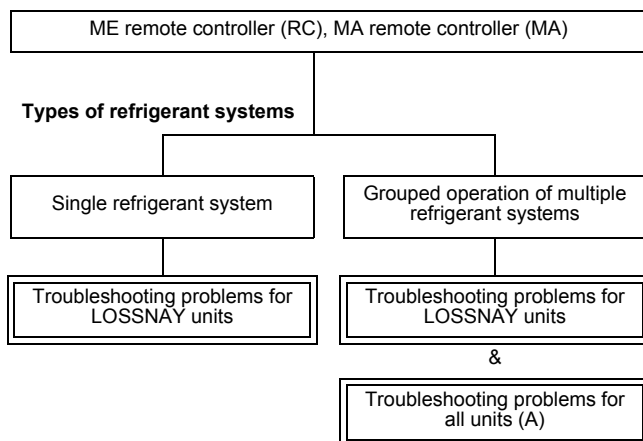 ME remote controller (RC), MA remote controller (MA)
Types of refrigerant systems
Single refrigerant system
Grouped operation of multiple
refrigerant systems
Troubleshooting problems for
LOSSNAY units
Troubleshooting problems for
LOSSNAY units
&
Troubleshooting problems for
all units (A)